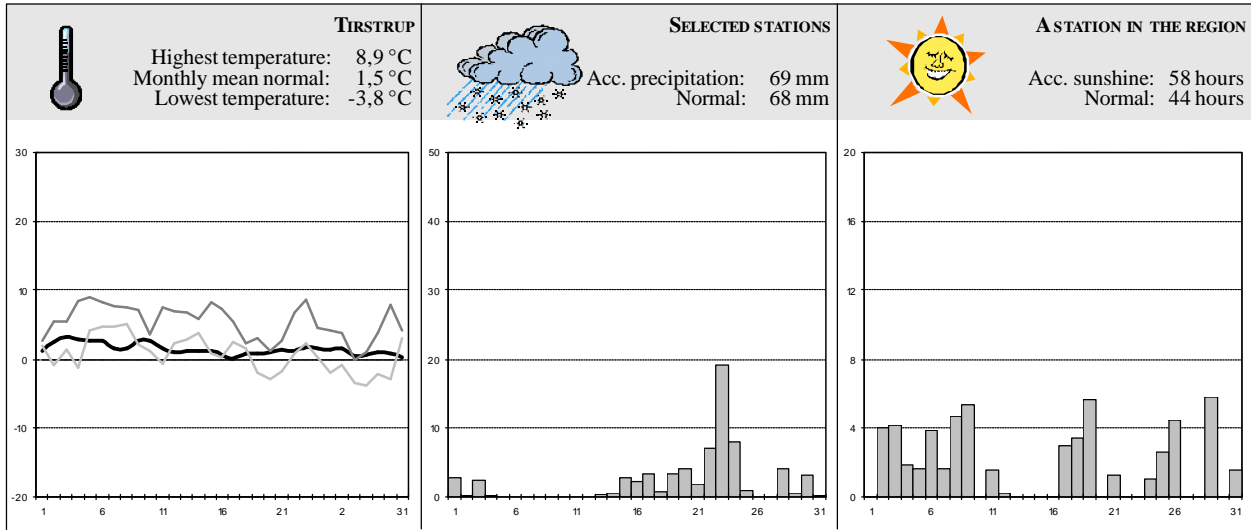 TIRSTRUP
Highest temperature: 8,9 °C
Monthly mean normal: 1,5 °C
Lowest temperature: -3,8 °C
SELECTED STATIONS
Acc. precipitation: 69 mm
Normal: 68 mm
A STATION IN THE REGION
Acc. sunshine: 58 hours
Normal: 44 hours
30
20
10
0
-10
-20
1 6 11 16 21 2 31
50
40
30
20
10
0
1 6 11 16 21 26 31
20
16
12
8
4
0
1 6 11 16 21 26 31